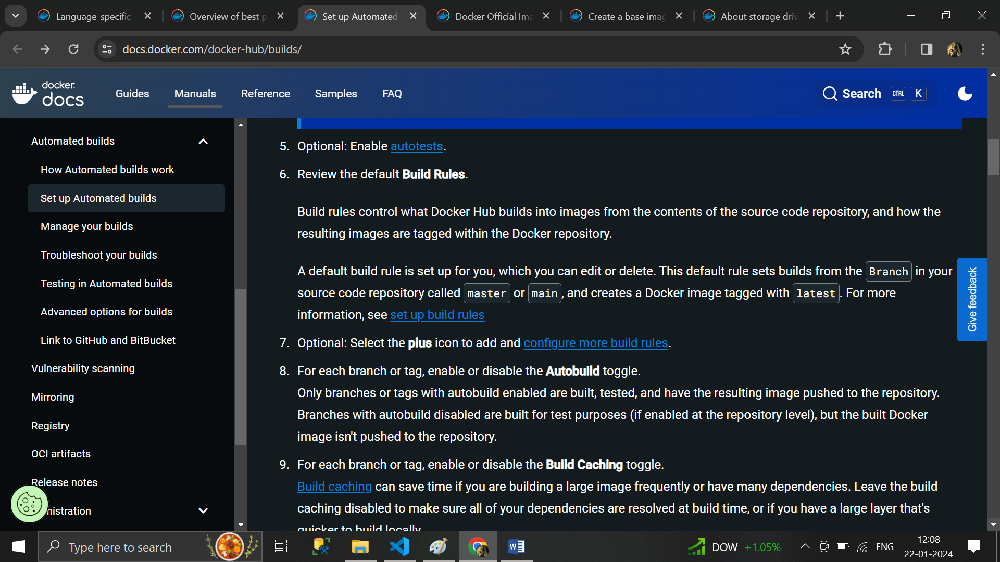 Language-specific
Overview of best p
Set up Automated
Docker Official Ima
Create a base imag
About storage driv
docs.docker.com/docker-hub/builds/
docker
docs
Guides
Manuals
Reference
Samples
FAQ
Search
CTRL
K
Automated builds
How Automated builds work
Set up Automated builds
Manage your builds
Troubleshoot your builds
Testing in Automated builds
Advanced options for builds
Link to GitHub and BitBucket
Vulnerability scanning
Mirroring
Registry
OCI artifacts
Release notes
nistration
5. Optional: Enable autotests.
6. Review the default Build Rules.
Build rules control what Docker Hub builds into images from the contents of the source code repository, and how the
resulting images are tagged within the Docker repository.
A default build rule is set up for you, which you can edit or delete. This default rule sets builds from the Branch in your
source code repository called master or main, and creates a Docker image tagged with latest. For more
information, see set up build rules
7. Optional: Select the plus icon to add and configure more build rules.
8. For each branch or tag, enable or disable the Autobuild toggle.
Only branches or tags with autobuild enabled are built, tested, and have the resulting image pushed to the repository.
Branches with autobuild disabled are built for test purposes (if enabled at the repository level), but the built Docker
image isn't pushed to the repository.
9. For each branch or tag, enable or disable the Build Caching toggle.
Build caching can save time if you are building a large image frequently or have many dependencies. Leave the build
caching disabled to make sure all of your dependencies are resolved at build time, or if you have a large layer that's
quicker to build locally.
Give feedback
Type here to search
DOW +1.05%
ENG
12:08
22-01-2024